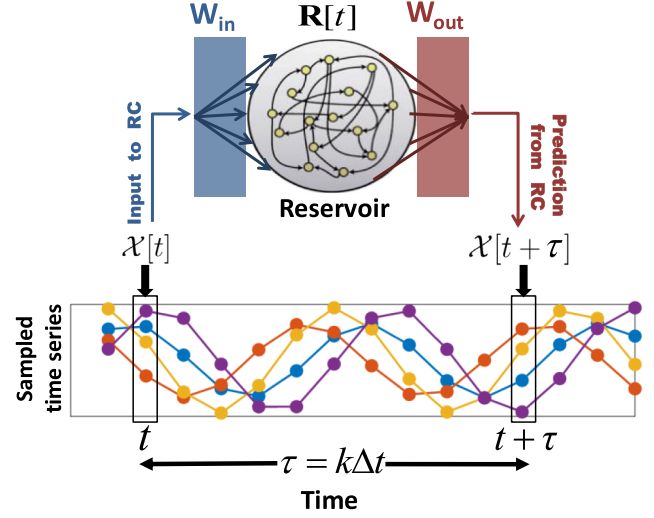 W_in
R[t]
W_out
Input to RC
Reservoir
Prediction
from RC
𝒳[t]
𝒳[t + τ]
Sampled
time series
t
t + τ
τ = kΔt
Time